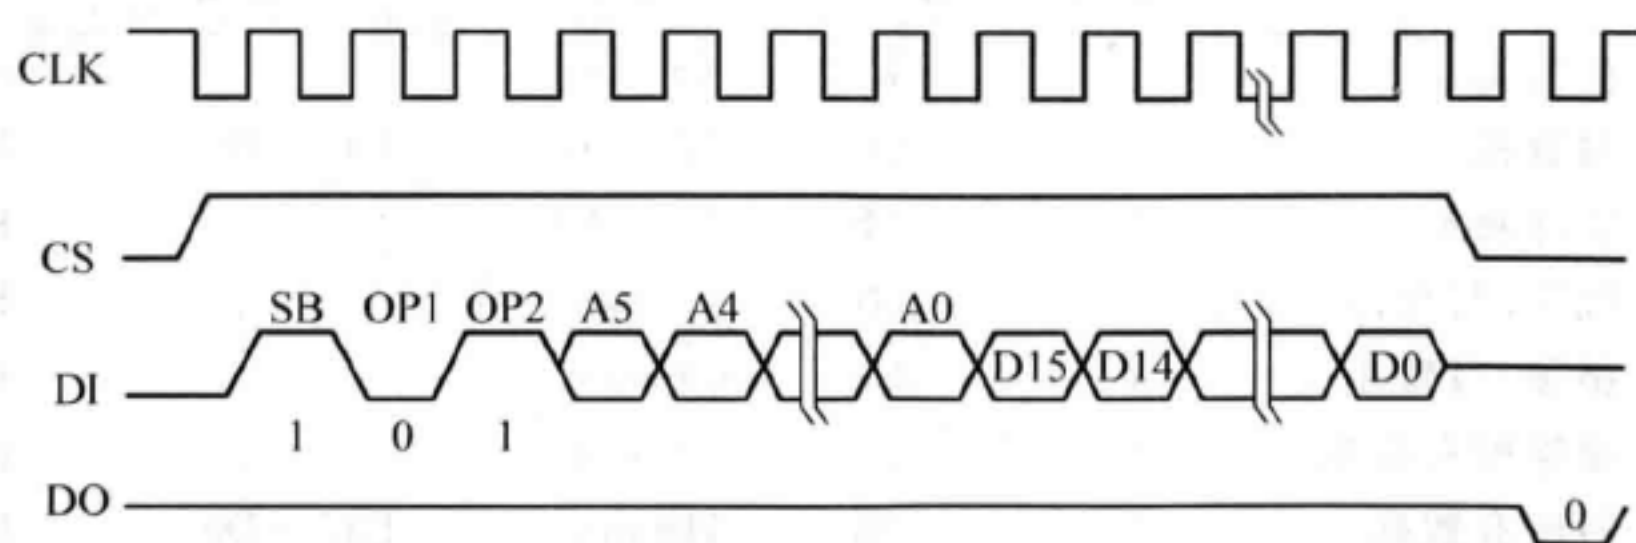 CLK
CS
SB OP1 OP2 A5 A4 A0
DI D15 D14 D0
1 0 1
DO 0